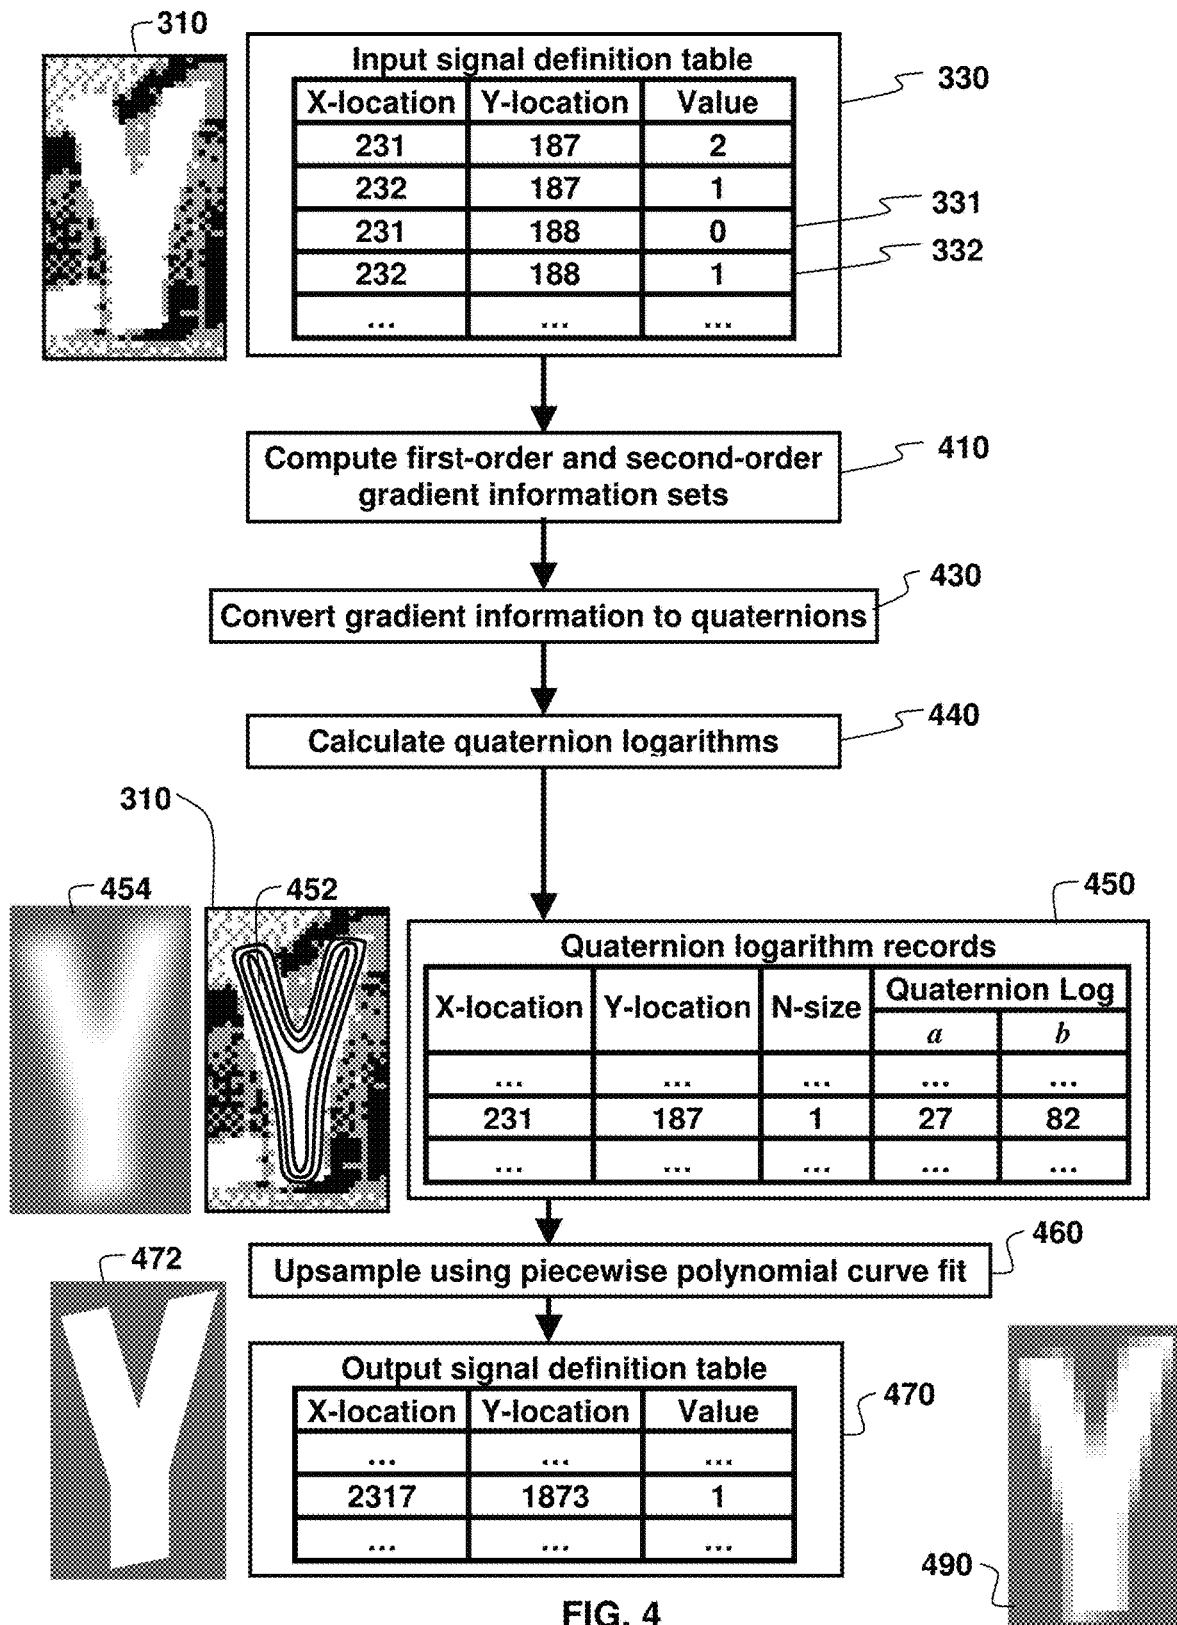 310
Input signal definition table
330
X-location Y-location Value
231 187 2
232 187 1
231 188 0
331
232 188 1
332
... ... ...
Compute first-order and second-order
gradient information sets
410
Convert gradient information to quaternions
430
Calculate quaternion logarithms
440
310
454
452
450
Quaternion logarithm records
X-location Y-location N-size Quaternion Log
a b
... ... ... ... ...
231 187 1 27 82
... ... ... ... ...
Upsample using piecewise polynomial curve fit
460
472
Output signal definition table
470
X-location Y-location Value
... ... ...
2317 1873 1
... ... ...
490
FIG. 4